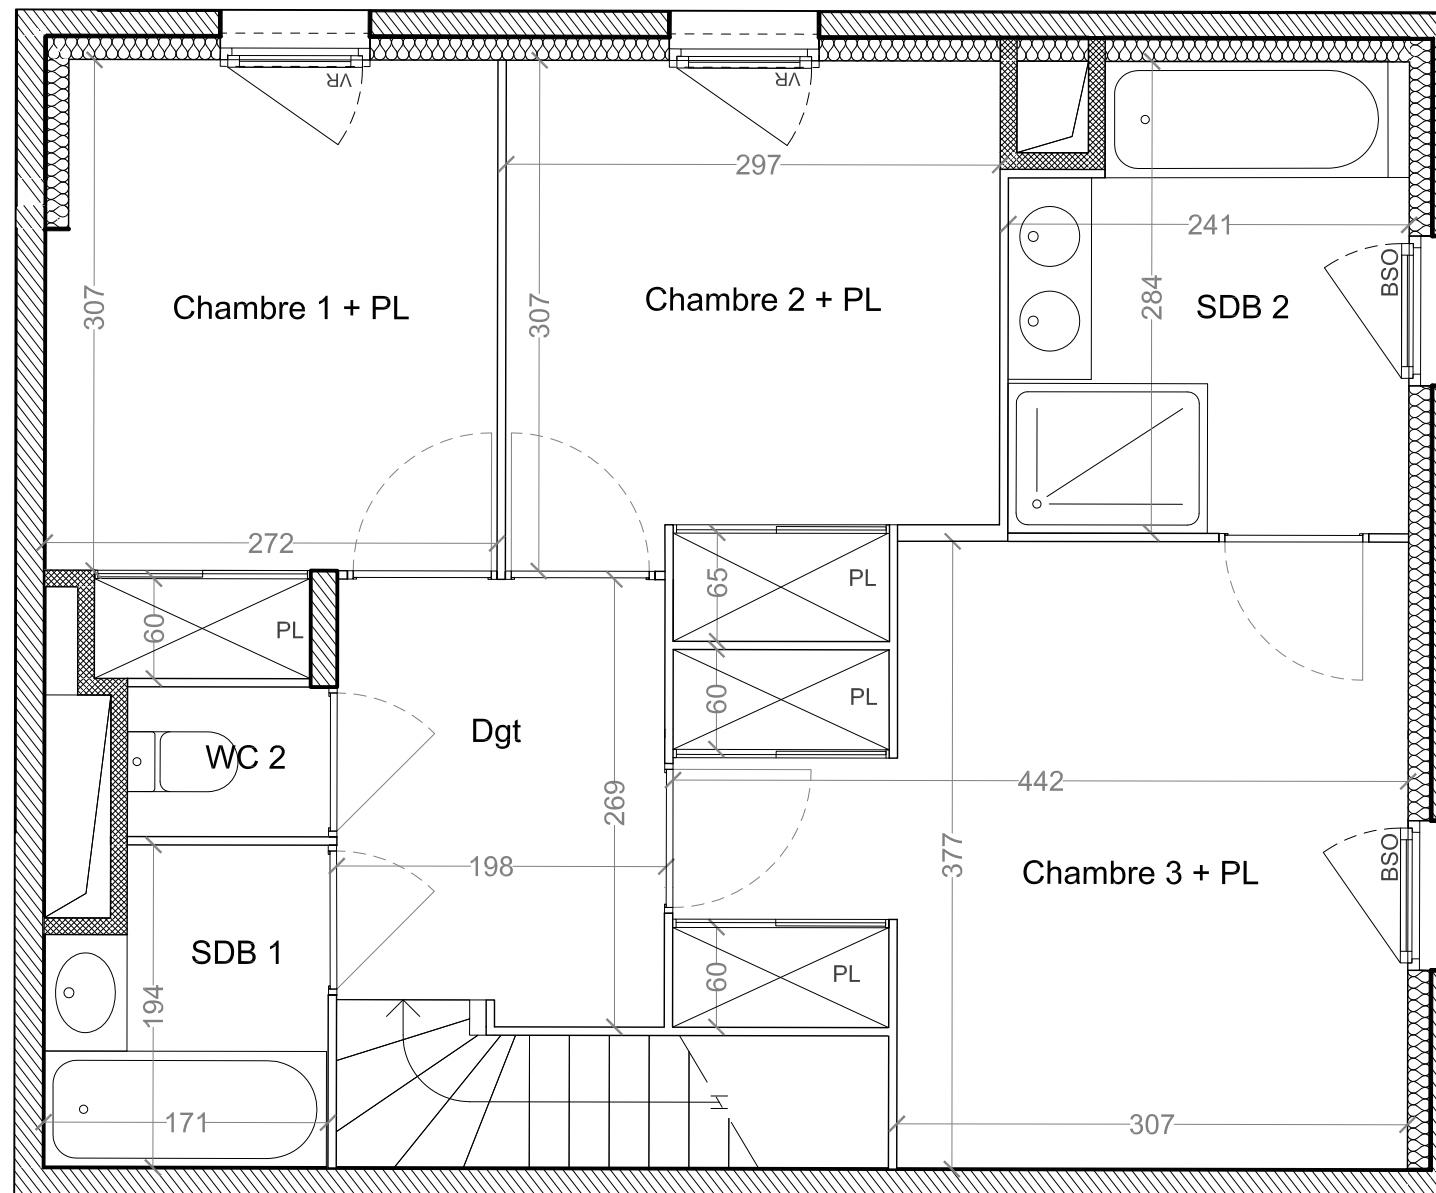 VR
VR
297
241
BSO
307
Chambre 1 + PL
307
Chambre 2 + PL
284
SDB 2
272
60
PL
65
PL
60
PL
WC 2
Dgt
269
442
198
377
Chambre 3 + PL
BSO
SDB 1
194
60
PL
171
H
307